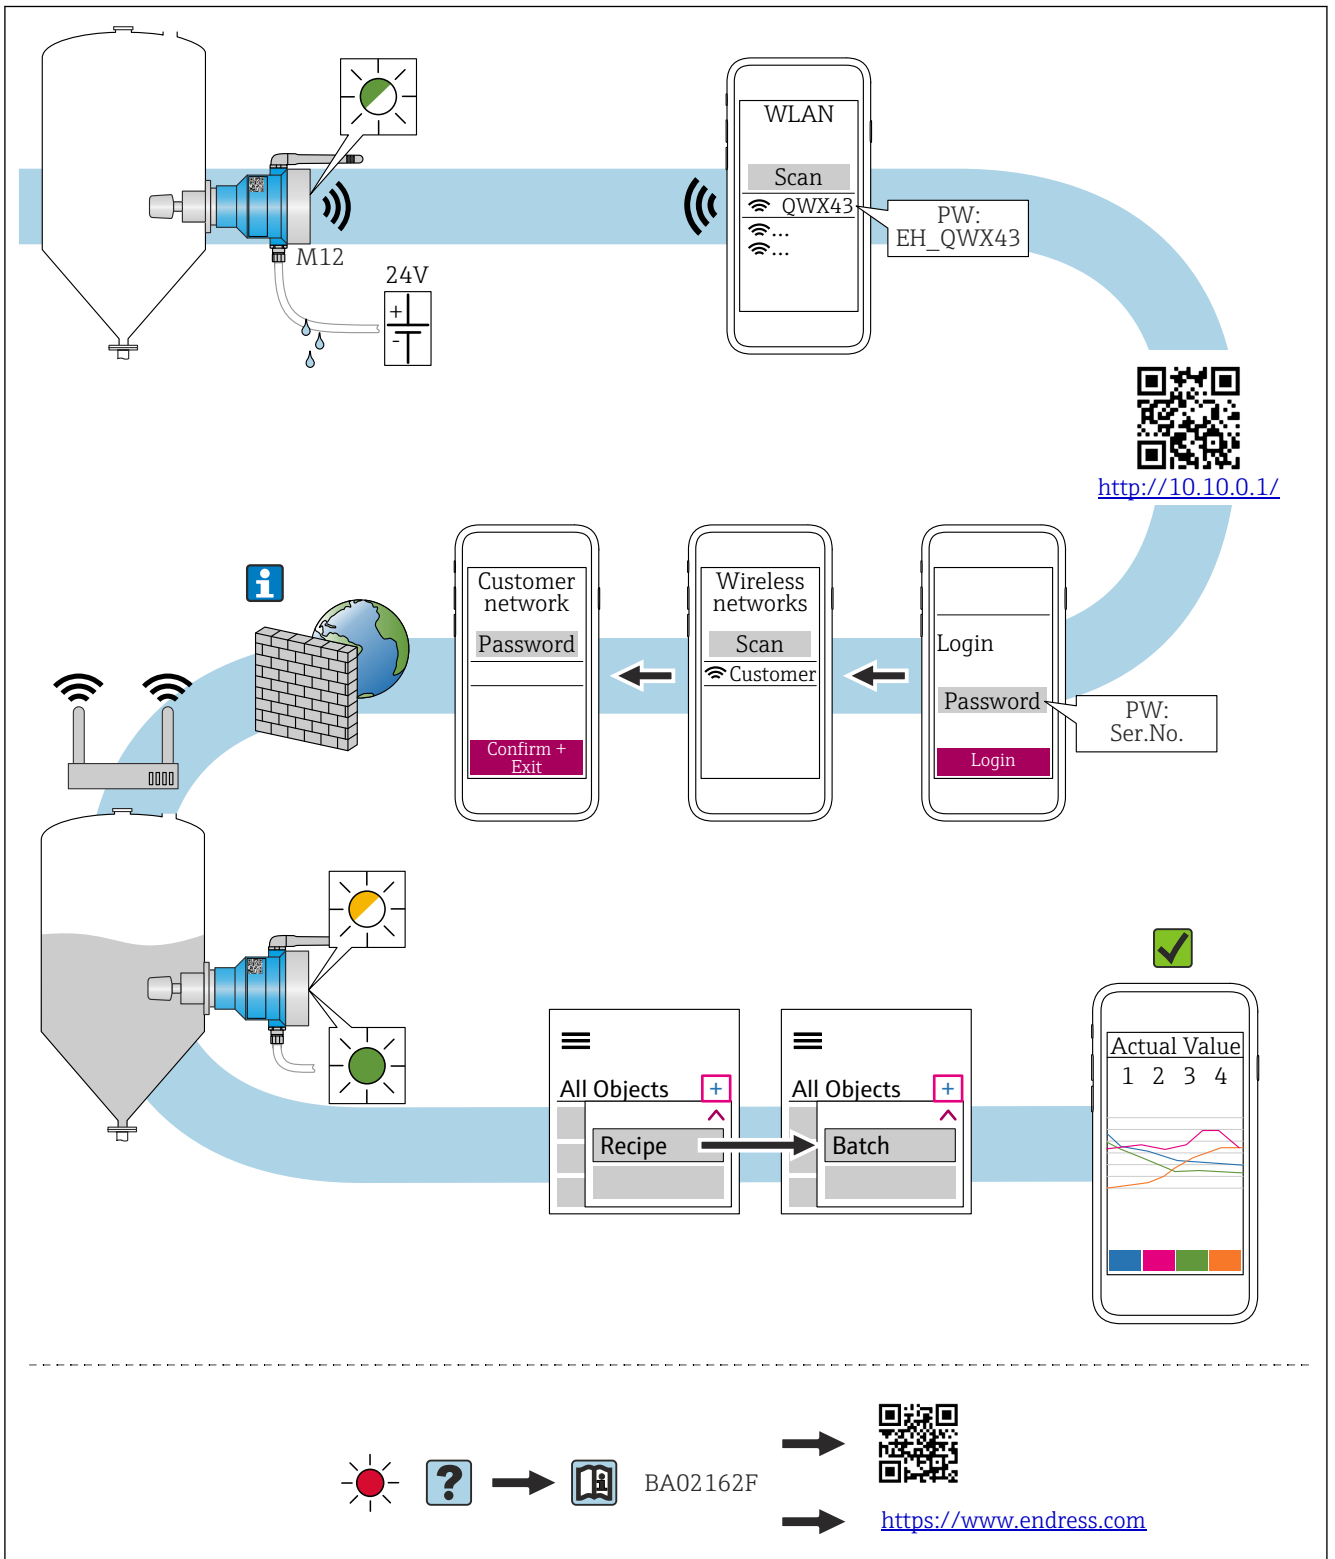 WLAN
Scan
QWX43
...
...
PW:
EH_QWX43
M12
24V
+
-
http://10.10.0.1/
Customer
network
Password
Confirm +
Exit
Wireless
networks
Scan
Customer
Login
Password
Login
PW:
Ser.No.
All Objects +
Recipe
All Objects +
Batch
Actual Value
1 2 3 4
? BA02162F
https://www.endress.com